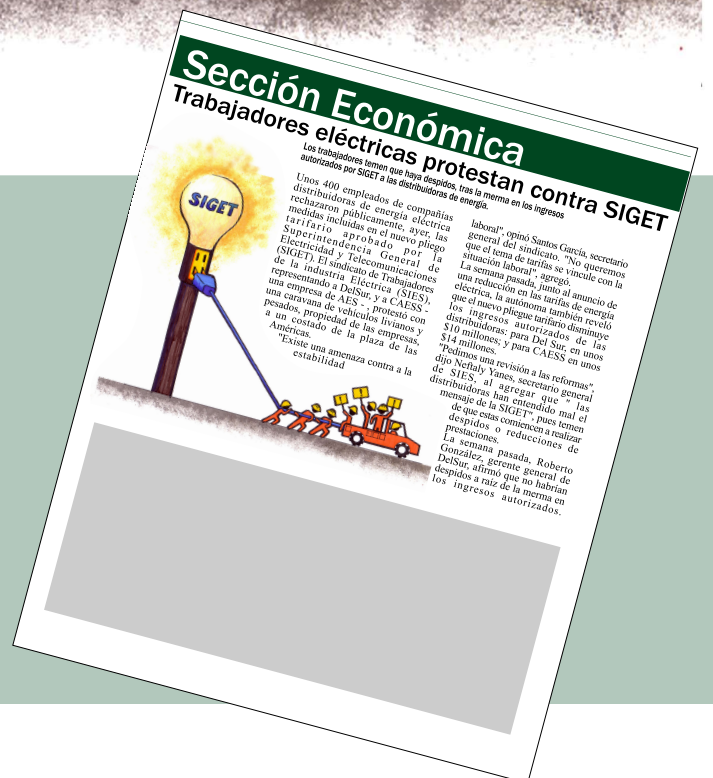 Sección Económica
Trabajadores eléctricas protestan contra SIGET
Los trabajadores temen que haya despidos, tras la merma en los ingresos
autorizados por SIGET a las distribuidoras de energía.
SIGET
Unos 400 empleados de compañias
distribuidoras de energía eléctrica
rechazaron públicamente, ayer, las
medidas incluidas en el nuevo pliego
tarifario aprobado por la
Superintendencia General de
Electricidad y Telecomunicaciones
(SIGET). El sindicato de Trabajadores
de la industria Eléctrica (SIES),
representando a DelSur, y a CAESS -
una empresa de AES - , protestó con
una caravana de vehículos livianos y
pesados, propiedad de las empresas,
a un costado de la plaza de las
Américas.
"Existe una amenaza contra a la
estabilidad
laboral", opinó Santos García, secretario
general del sindicato. "No queremos
que el tema de tarifas se vincule con la
situación laboral", agregó.
La semana pasada, junto al anuncio de
una reducción en las tarifas de energía
eléctrica, la autónoma también reveló
que el nuevo pliegue tarifario disminuye
los ingresos autorizados de las
distribuidoras: para Del Sur, en unos
$10 millones; y para CAESS en unos
$14 millones.
"Pedimos una revisión a las reformas",
dijo Neftaly Yanes, secretario general
de SIES, al agregar que " las
distribuidoras han entendido mal el
mensaje de la SIGET", pues temen
de que estas comiencen a realizar
despidos o reducciones de
prestaciones.
La semana pasada, Roberto
González, gerente general de
DelSur, afirmó que no habrían
despidos a raíz de la merma en
los ingresos autorizados.